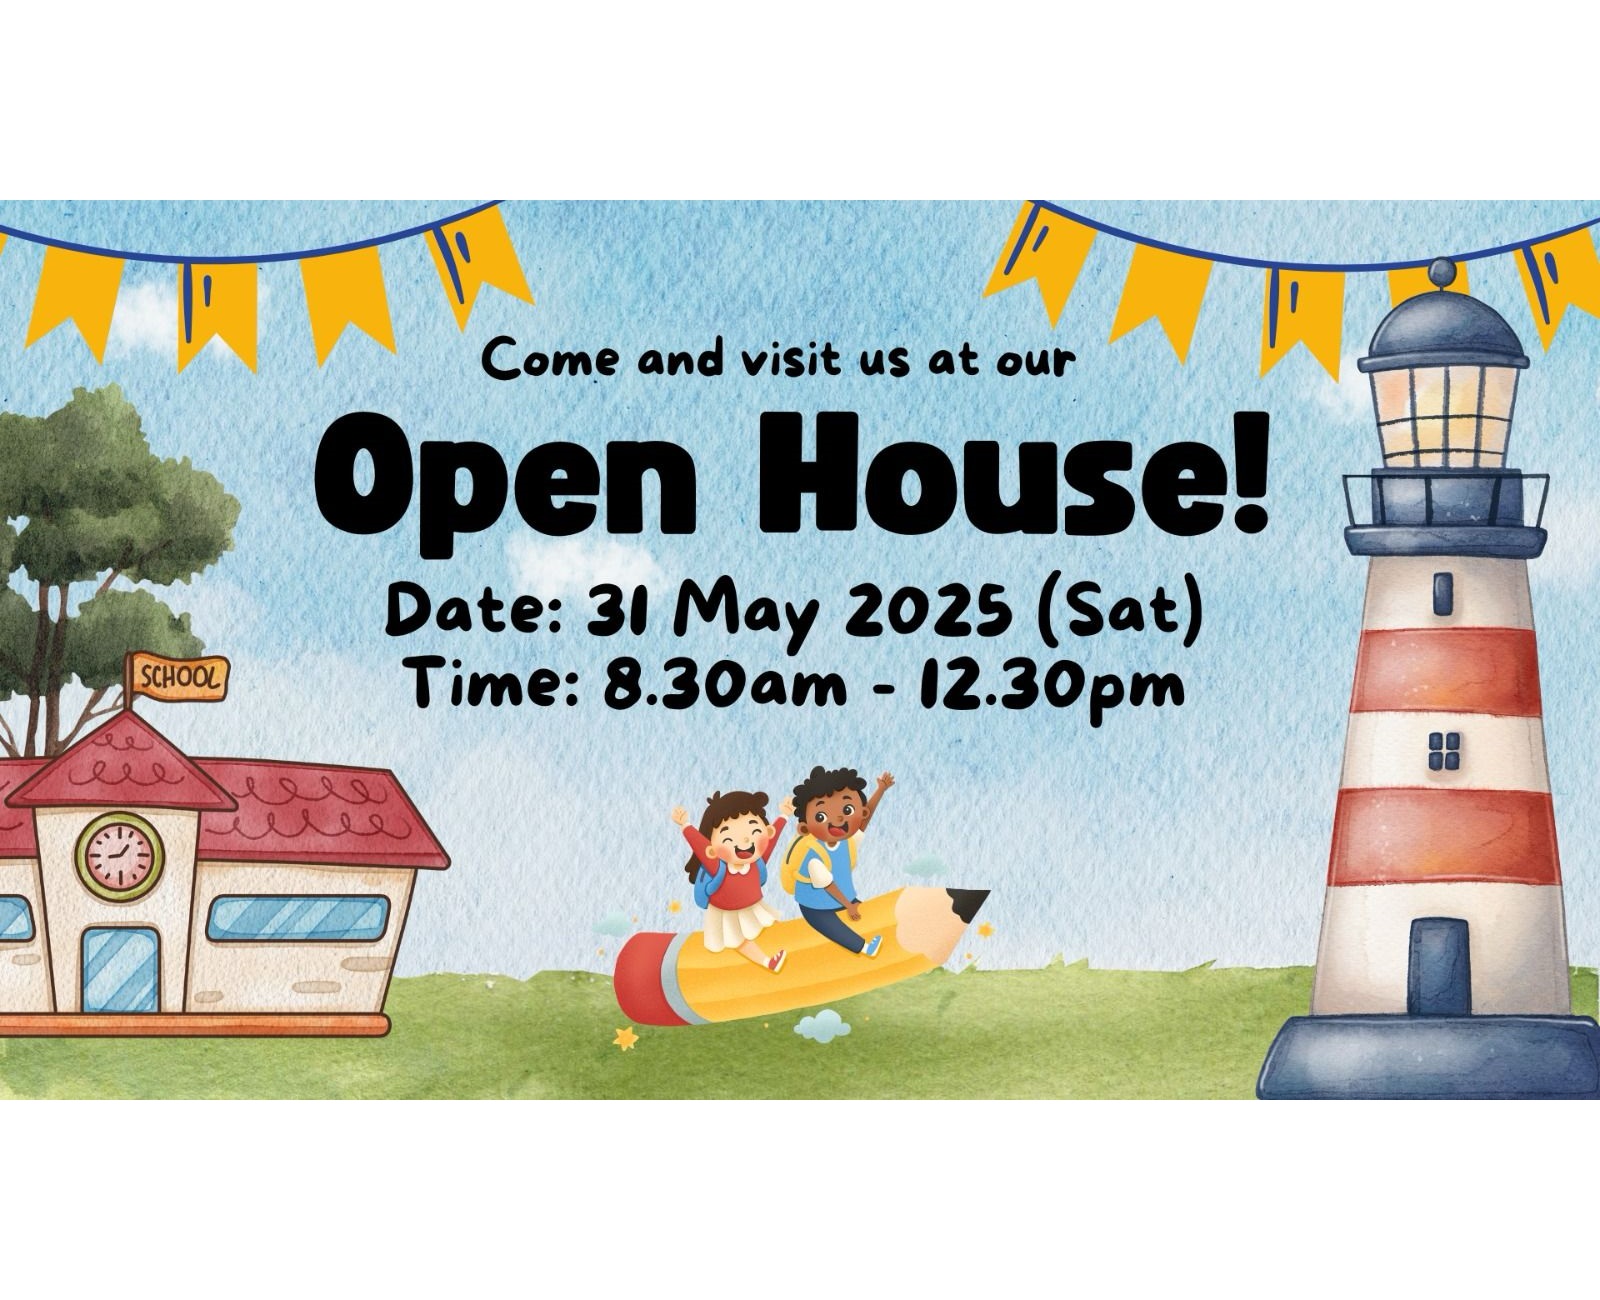 Come and visit us at our
Open House!
Date: 31 May 2025 (Sat)
Time: 8.30am - 12.30pm
SCHOOL